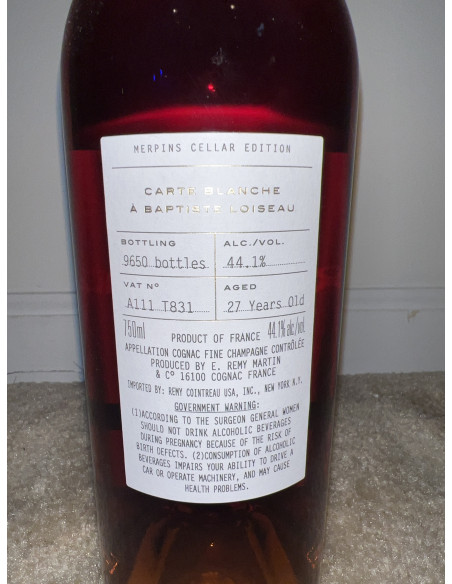 MERPINS CELLAR EDITION
CARTE BLANCHE
À BAPTISTE LOISEAU
BOTTLING ALC./VOL.
9650 bottles 44.1%
VAT Nº AGED
A111 T831 27 Years Old
750ml PRODUCT OF FRANCE 44.1% alc./vol.
APPELLATION COGNAC FINE CHAMPAGNE CONTRÔLÉE
PRODUCED BY E. REMY MARTIN
& Cº 16100 COGNAC FRANCE
IMPORTED BY: REMY COINTREAU USA, INC., NEW YORK N.Y.
GOVERNMENT WARNING:
(1)ACCORDING TO THE SURGEON GENERAL WOMEN
SHOULD NOT DRINK ALCOHOLIC BEVERAGES
DURING PREGNANCY BECAUSE OF THE RISK OF
BIRTH DEFECTS. (2)CONSUMPTION OF ALCOHOLIC
BEVERAGES IMPAIRS YOUR ABILITY TO DRIVE A
CAR OR OPERATE MACHINERY, AND MAY CAUSE
HEALTH PROBLEMS.